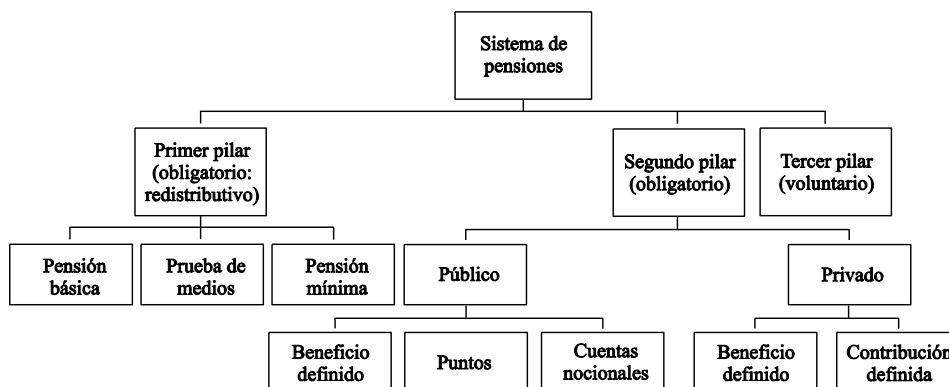 Sistema de
pensiones
Primer pilar
(obligatorio:
redistributivo)
Segundo pilar
(obligatorio)
Tercer pilar
(voluntario)
Pensión
básica
Prueba de
medios
Pensión
mínima
Público
Privado
Beneficio
definido
Puntos
Cuentas
nocionales
Beneficio
definido
Contribución
definida